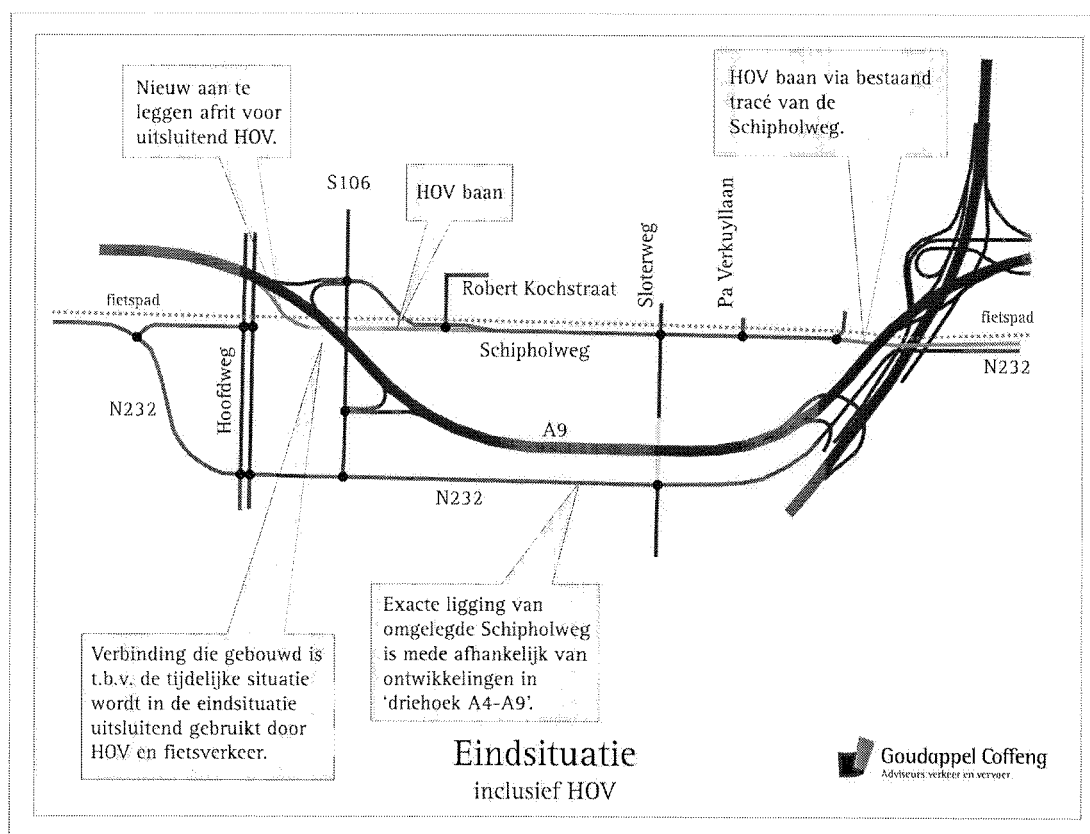 Nieuw aan te
leggen afrit voor
uitsluitend HOV.
HOV baan via bestaand
tracé van de
Schipholweg.
S106
HOV baan
Sloterweg
Pa Verkuyllaan
Robert Kochstraat
fietspad
fietspad
Schipholweg
N232
Hoofdweg
N232
A9
N232
Exacte ligging van
omgelegde Schipholweg
is mede afhankelijk van
ontwikkelingen in
'driehoek A4-A9'.
Verbinding die gebouwd is
t.b.v. de tijdelijke situatie
wordt in de eindsituatie
uitsluitend gebruikt door
HOV en fietsverkeer.
Eindsituatie
inclusief HOV
Goudappel Coffeng
Adviseurs verkeer en vervoer